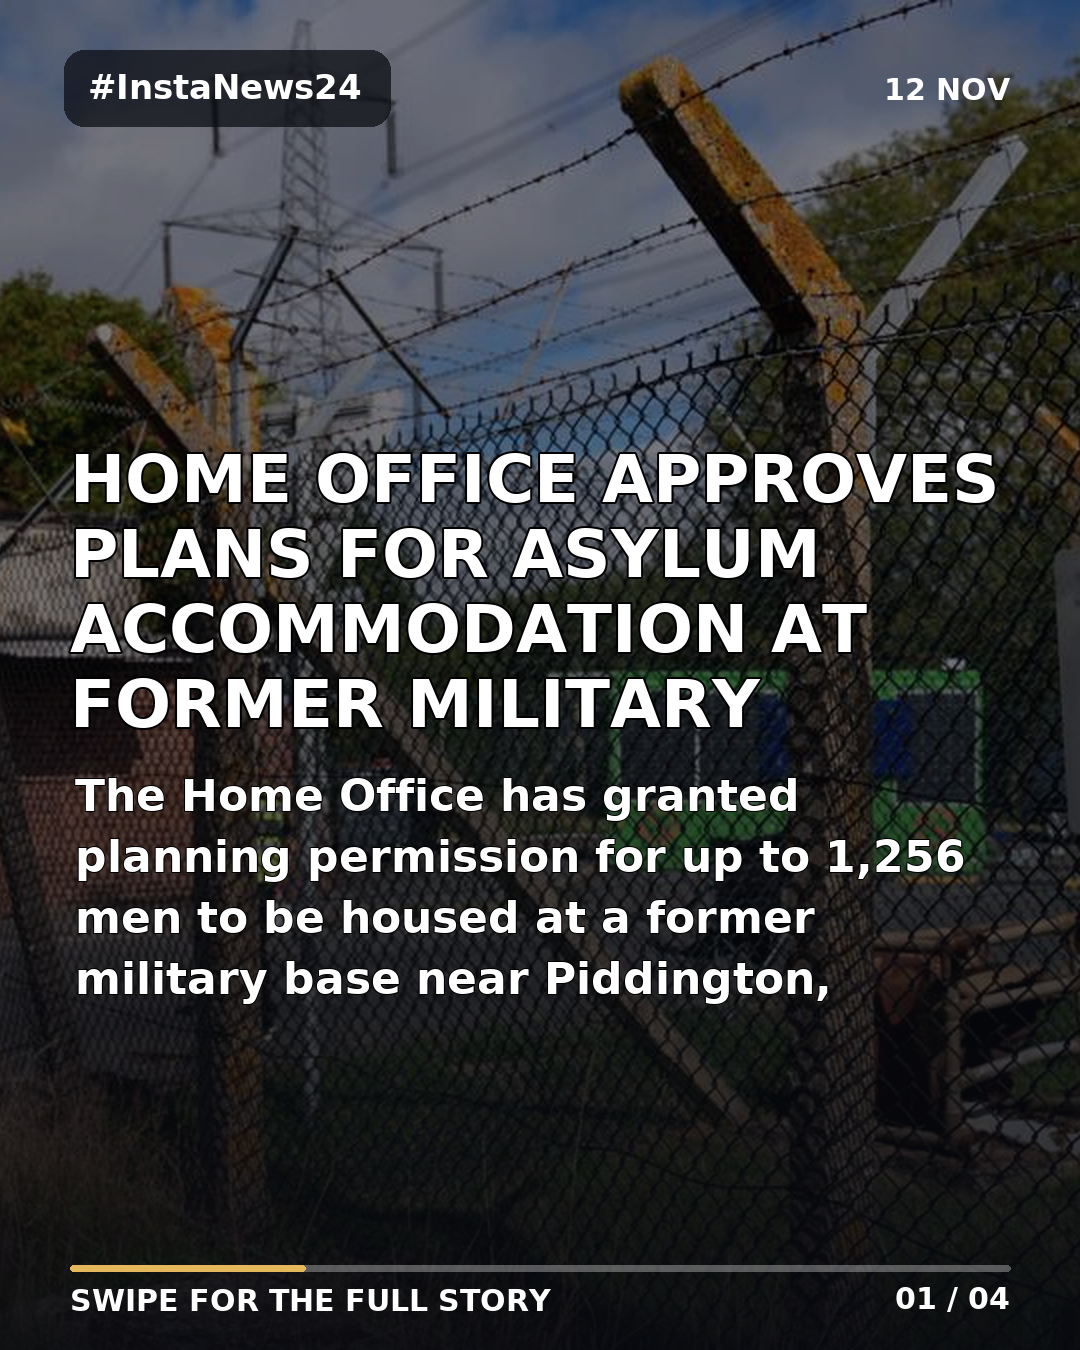 #InstaNews24
12 NOV
HOME OFFICE APPROVES
PLANS FOR ASYLUM
ACCOMMODATION AT
FORMER MILITARY
The Home Office has granted
planning permission for up to 1,256
men to be housed at a former
military base near Piddington,
SWIPE FOR THE FULL STORY
01 / 04